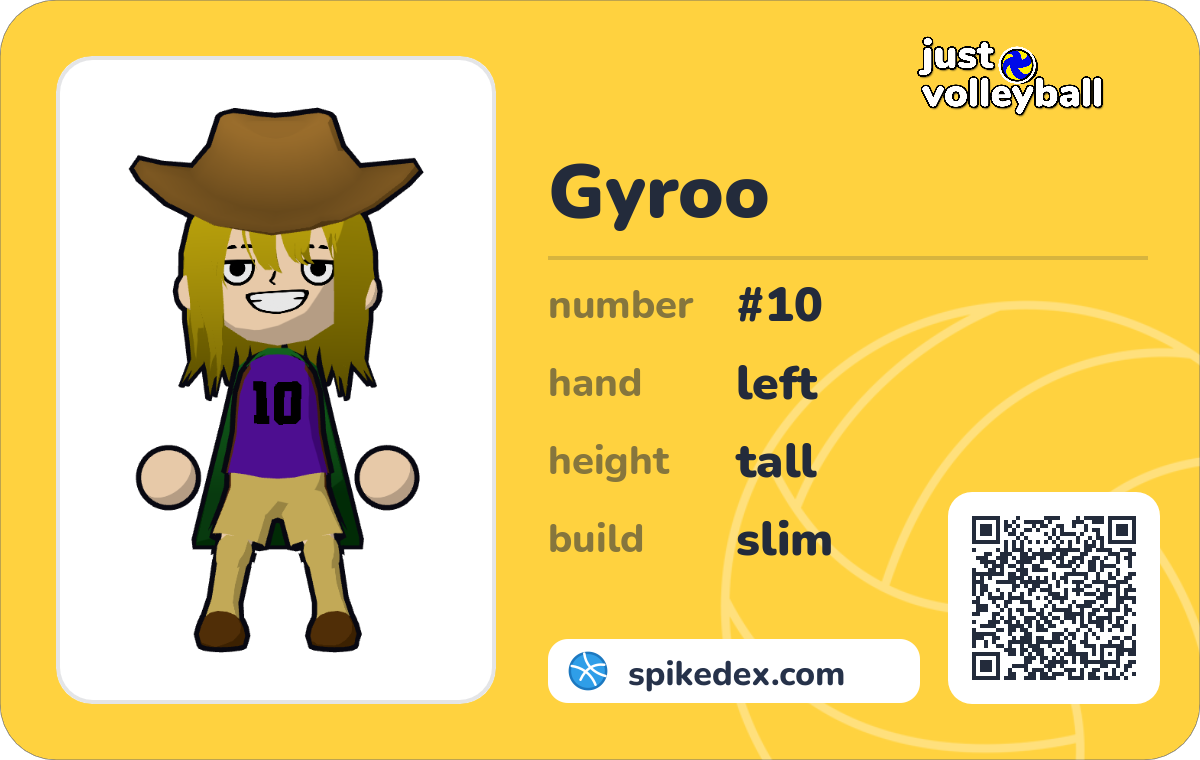 just
volleyball
Gyroo
number #10
hand left
height tall
build slim
10
spikedex.com